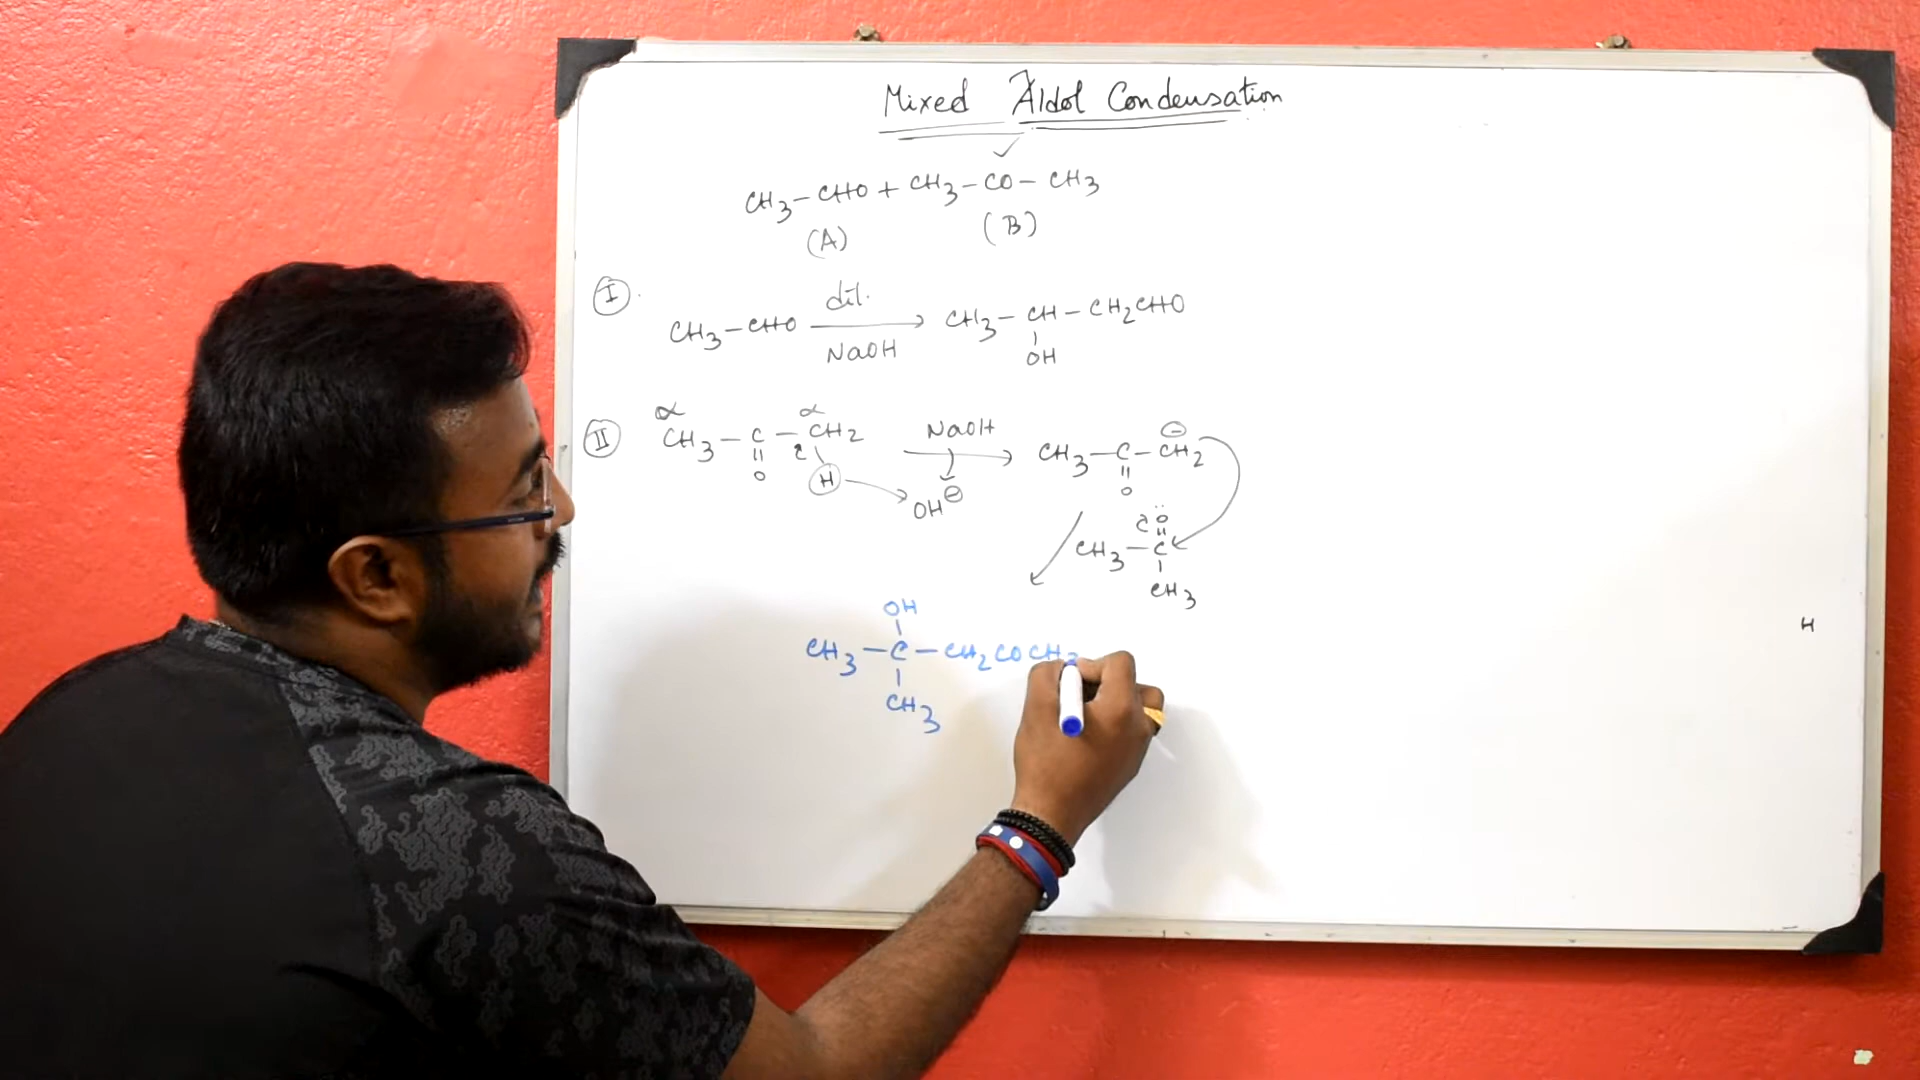 Mixed Aldol Condensation
CH3-CHO + CH3-CO-CH3
(A) (B)
I
CH3-CHO dil. NaOH → CH3-CH-CH2CHO
OH
II
α α
CH3-C-CH2 NaOH → CH3-C-CH2 ⊖
O H → OH⊖ O
O
CH3-C
CH3
OH
CH3-C-CH2COCH3
CH3
H